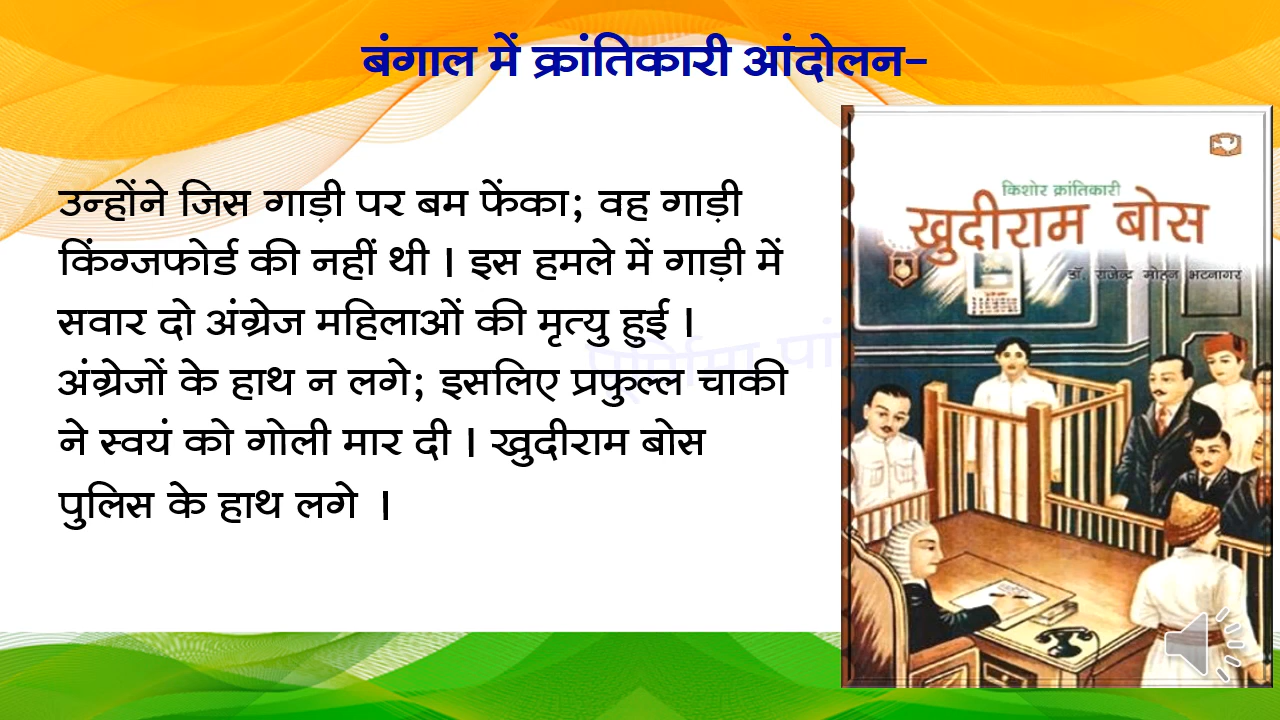 बंगाल में क्रांतिकारी आंदोलन-
उन्होंने जिस गाड़ी पर बम फेंका; वह गाड़ी
किंग्जफोर्ड की नहीं थी । इस हमले में गाड़ी में
सवार दो अंग्रेज महिलाओं की मृत्यु हुई ।
अंग्रेजों के हाथ न लगे; इसलिए प्रफुल्ल चाकी
ने स्वयं को गोली मार दी । खुदीराम बोस
पुलिस के हाथ लगे ।
किशोर क्रांतिकारी
खुदीराम बोस
डॉ. राजेन्द्र मोहन भटनागर